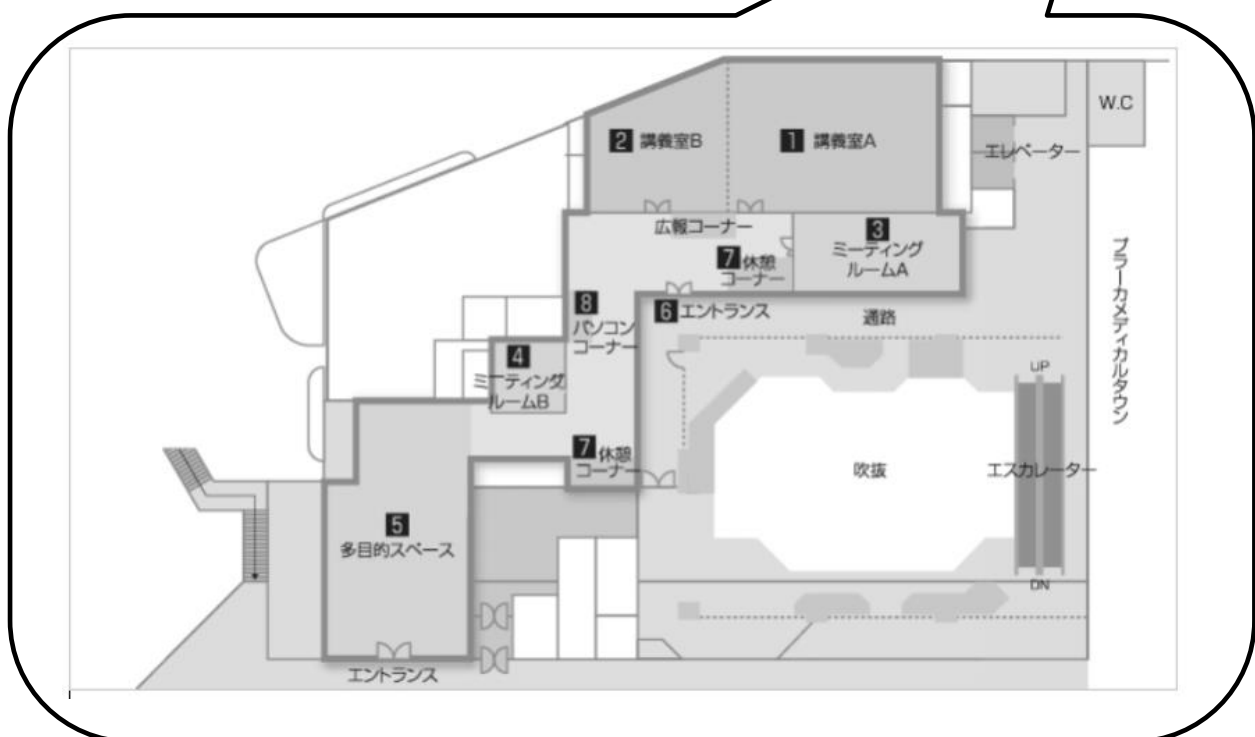 W.C
2 講義室B
1 講義室A
エレベーター
広報コーナー
3
ミーティング
ルームA
7 休憩
コーナー
プラーカメディカルタウン
8
パソコン
コーナー
6 エントランス
通路
4
ミーティング
ルームB
UP
7 休憩
コーナー
吹抜
エスカレーター
5
多目的スペース
DN
エントランス